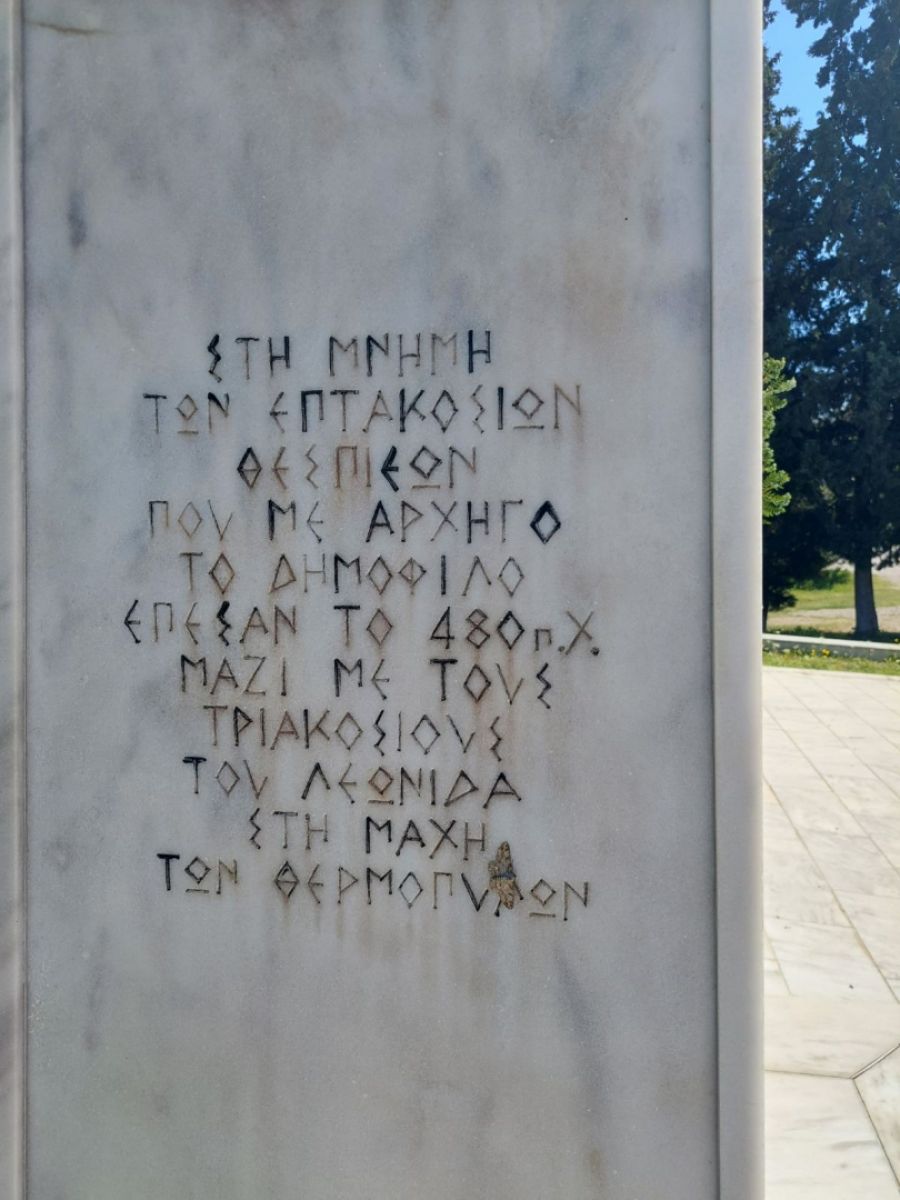 ΣΤΗ ΜΝΗΜΗ
ΤΩΝ ΕΠΤΑΚΟΣΙΩΝ
ΘΕΣΠΙΕΩΝ
ΠΟΥ ΜΕ ΑΡΧΗΓΟ
ΤΟ ΔΗΜΟΦΙΛΟ
ΕΠΕΣΑΝ ΤΟ 480 π.Χ.
ΜΑΖΙ ΜΕ ΤΟΥΣ
ΤΡΙΑΚΟΣΙΟΥΣ
ΤΟΥ ΛΕΩΝΙΔΑ
ΣΤΗ ΜΑΧΗ
ΤΩΝ ΘΕΡΜΟΠΥΛΩΝ